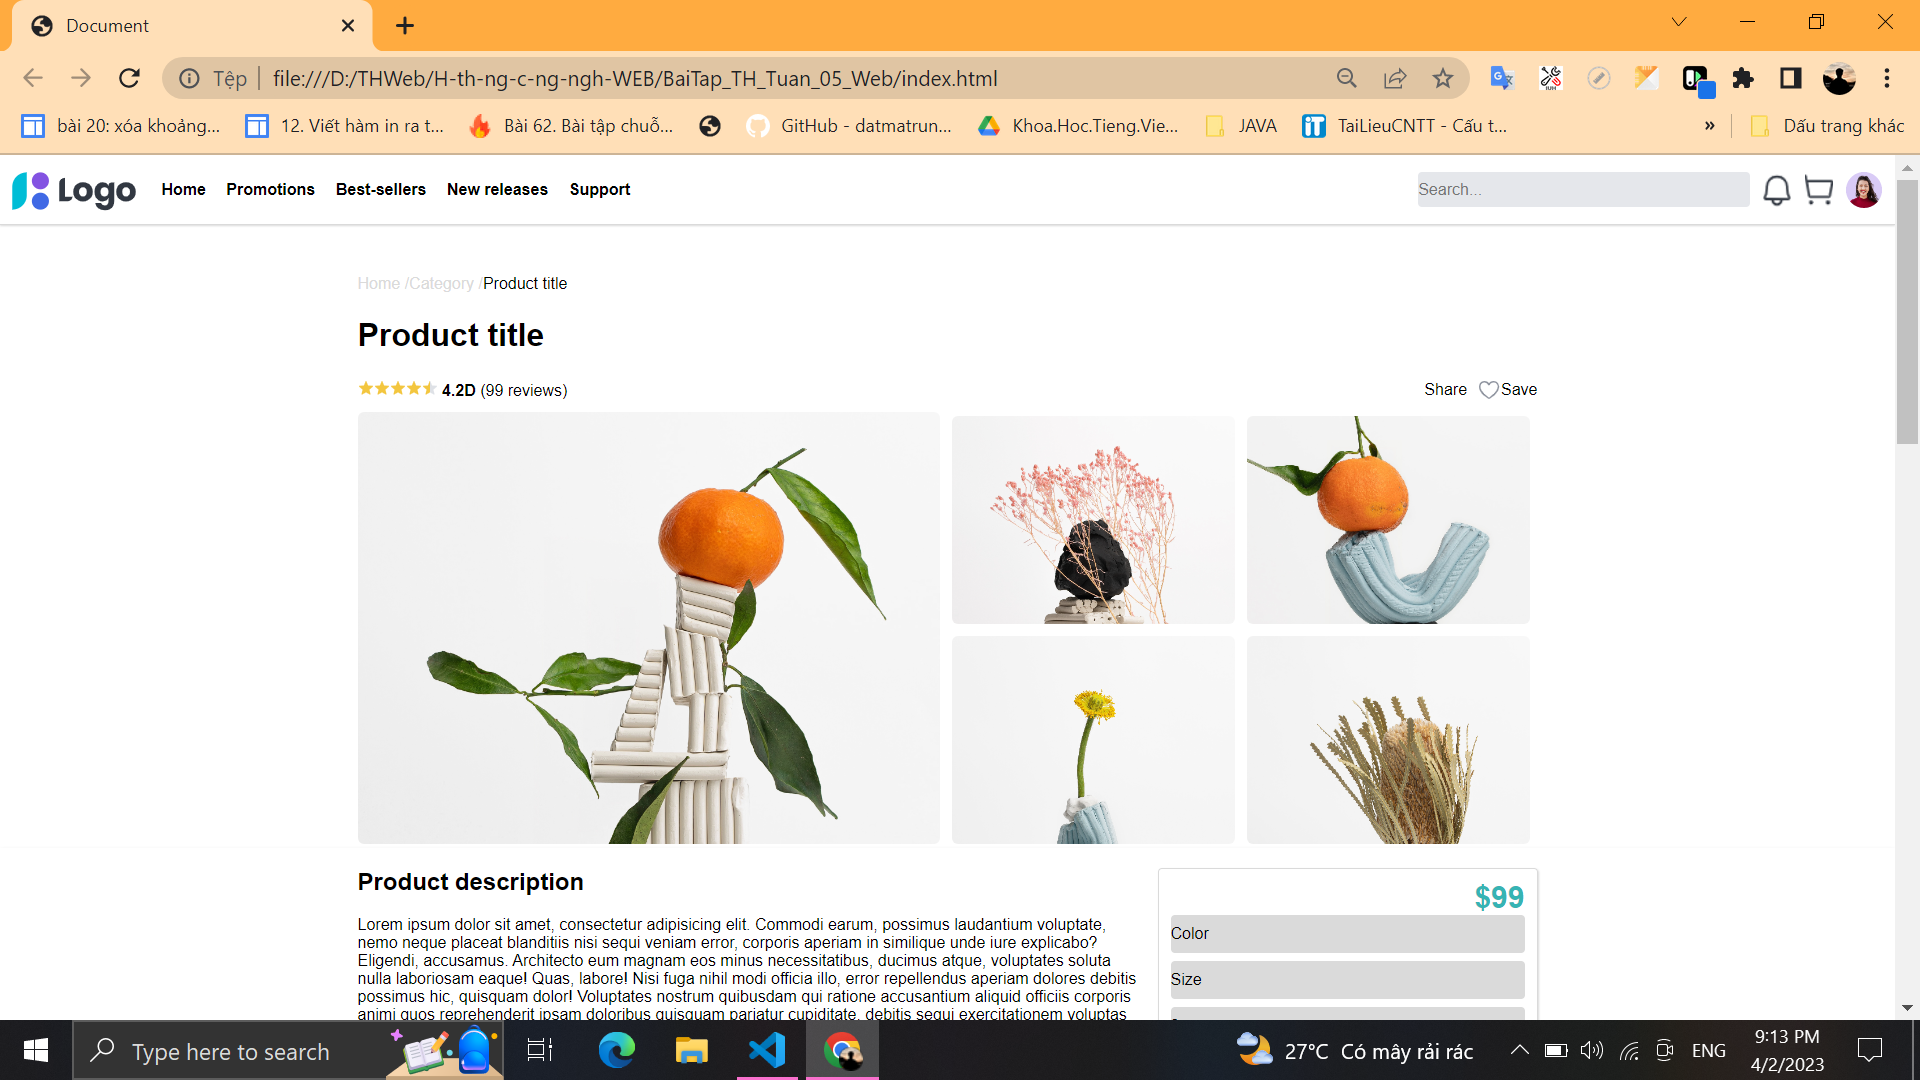 Document
Tệp
file:///D:/THWeb/H-th-ng-c-ng-ngh-WEB/BaiTap_TH_Tuan_05_Web/index.html
IUH
bài 20: xóa khoảng...
12. Viết hàm in ra t...
Bài 62. Bài tập chuỗ...
GitHub - datmatrun...
Khoa.Hoc.Tieng.Vie...
JAVA
iT
TaiLieuCNTT - Cấu t...
»
Dấu trang khác
Logo
Home
Promotions
Best-sellers
New releases
Support
Search...
Home /Category /Product title
Product title
4.2D (99 reviews)
Share
Save
Product description
Lorem ipsum dolor sit amet, consectetur adipisicing elit. Commodi earum, possimus laudantium voluptate,
nemo neque placeat blanditiis nisi sequi veniam error, corporis aperiam in similique unde iure explicabo?
Eligendi, accusamus. Architecto eum magnam eos minus necessitatibus, ducimus atque, voluptates soluta
nulla laboriosam eaque! Quas, labore! Nisi fuga nihil modi officia illo, error repellendus aperiam dolores debitis
possimus hic, quisquam dolor! Voluptates nostrum quibusdam qui ratione accusantium aliquid officiis corporis
animi quos reprehenderit ipsam doloribus quisquam pariatur cupiditate, debitis sequi exercitationem voluptas
$99
Color
Size
Type here to search
27°C Có mây rải rác
ENG
9:13 PM
4/2/2023